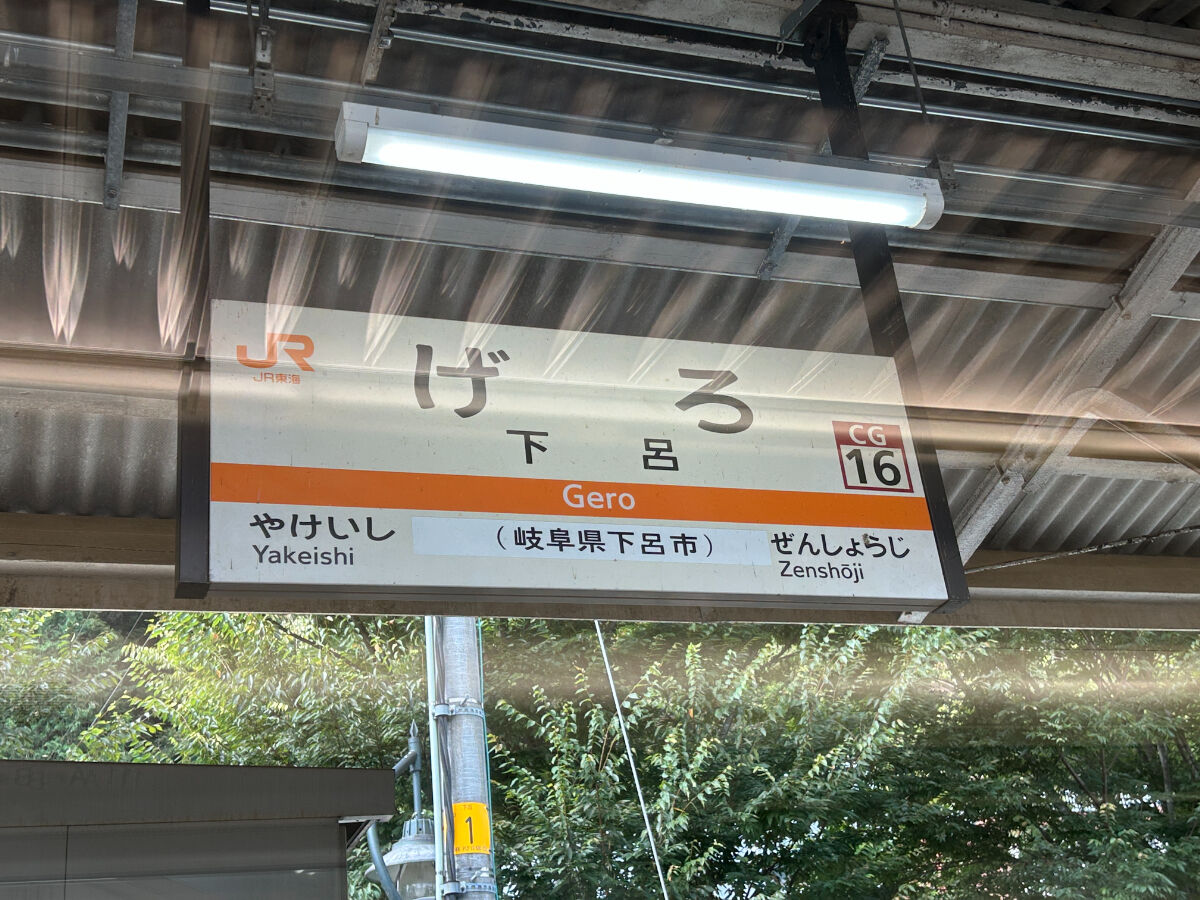 JR
JR東海
げろ
下呂
CG
16
Gero
やけいし
Yakeishi
(岐阜県下呂市)
ぜんしょうじ
Zenshōji
1